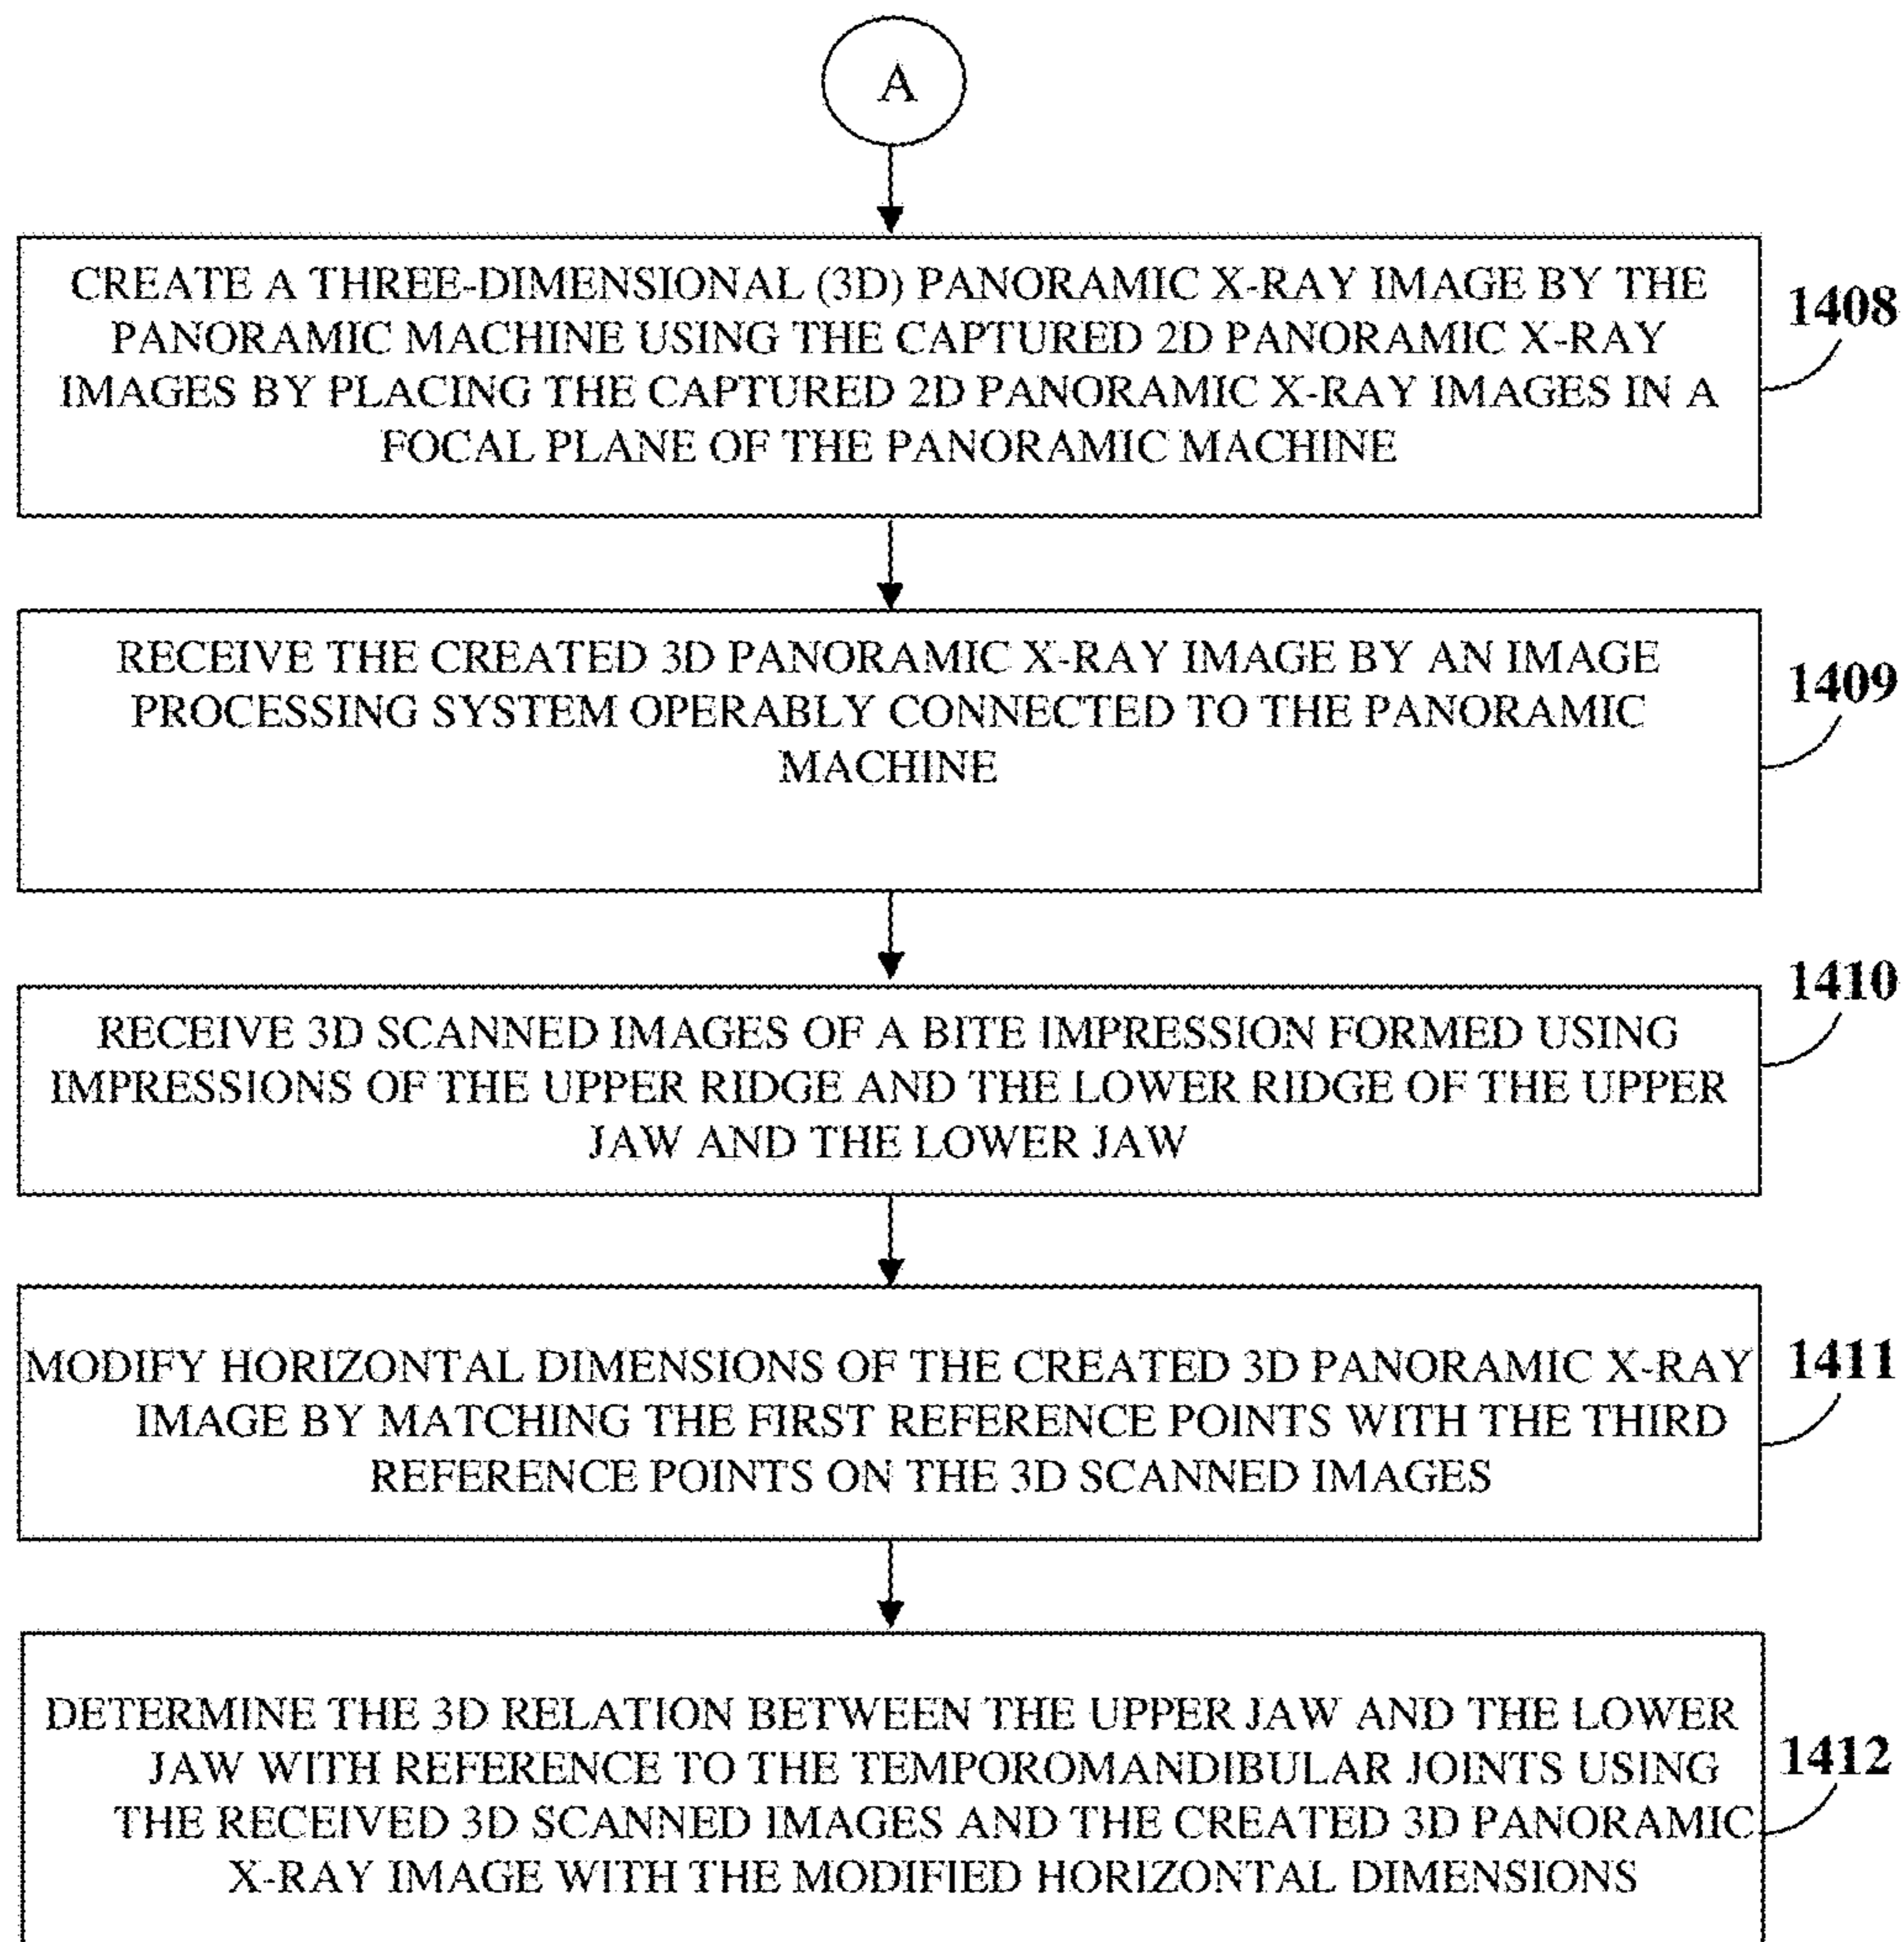 A
CREATE A THREE-DIMENSIONAL (3D) PANORAMIC X-RAY IMAGE BY THE
PANORAMIC MACHINE USING THE CAPTURED 2D PANORAMIC X-RAY
IMAGES BY PLACING THE CAPTURED 2D PANORAMIC X-RAY IMAGES IN A
FOCAL PLANE OF THE PANORAMIC MACHINE
1408
RECEIVE THE CREATED 3D PANORAMIC X-RAY IMAGE BY AN IMAGE
PROCESSING SYSTEM OPERABLY CONNECTED TO THE PANORAMIC
MACHINE
1409
RECEIVE 3D SCANNED IMAGES OF A BITE IMPRESSION FORMED USING
IMPRESSIONS OF THE UPPER RIDGE AND THE LOWER RIDGE OF THE UPPER
JAW AND THE LOWER JAW
1410
MODIFY HORIZONTAL DIMENSIONS OF THE CREATED 3D PANORAMIC X-RAY
IMAGE BY MATCHING THE FIRST REFERENCE POINTS WITH THE THIRD
REFERENCE POINTS ON THE 3D SCANNED IMAGES
1411
DETERMINE THE 3D RELATION BETWEEN THE UPPER JAW AND THE LOWER
JAW WITH REFERENCE TO THE TEMPOROMANDIBULAR JOINTS USING
THE RECEIVED 3D SCANNED IMAGES AND THE CREATED 3D PANORAMIC
X-RAY IMAGE WITH THE MODIFIED HORIZONTAL DIMENSIONS
1412